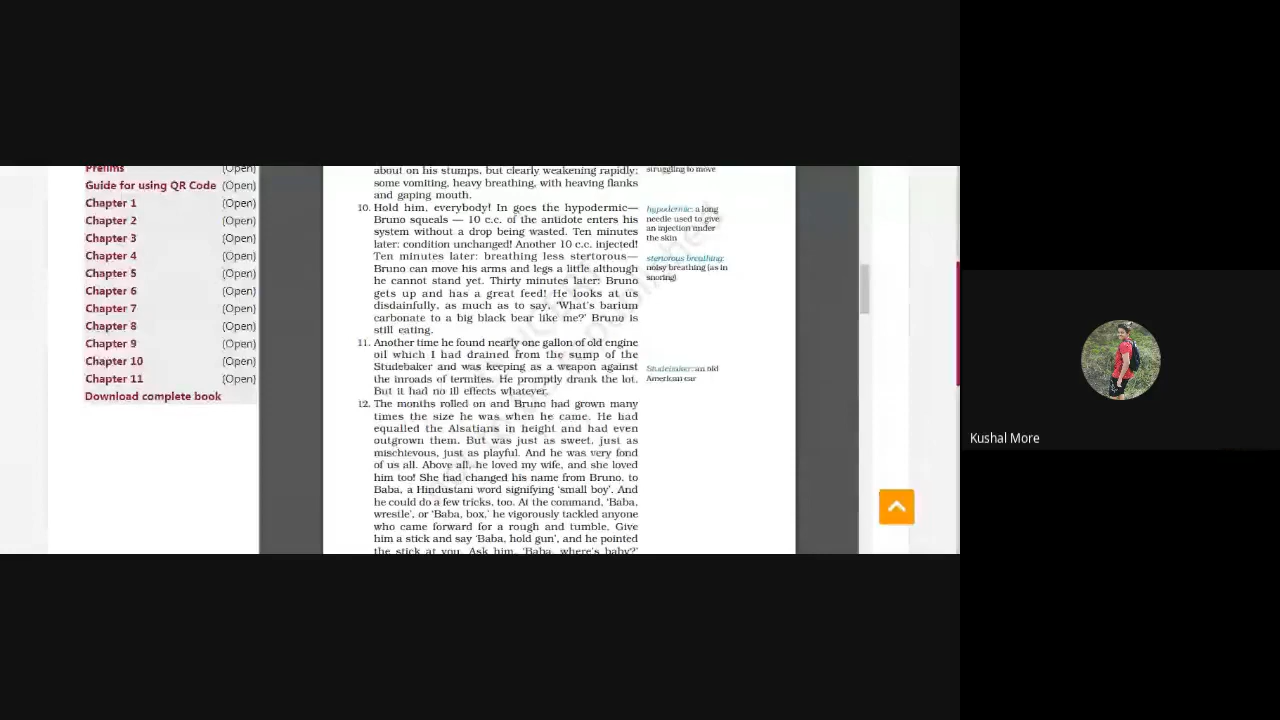 Prelims (Open)
Guide for using QR Code (Open)
Chapter 1 (Open)
Chapter 2 (Open)
Chapter 3 (Open)
Chapter 4 (Open)
Chapter 5 (Open)
Chapter 6 (Open)
Chapter 7 (Open)
Chapter 8 (Open)
Chapter 9 (Open)
Chapter 10 (Open)
Chapter 11 (Open)
Download complete book
about on his stumps, but clearly weakening rapidly;
some vomiting, heavy breathing, with heaving flanks
and gaping mouth.
10. Hold him, everybody! In goes the hypodermic—
Bruno squeals — 10 c.c. of the antidote enters his
system without a drop being wasted. Ten minutes
later: condition unchanged! Another 10 c.c. injected!
Ten minutes later: breathing less stertorous—
Bruno can move his arms and legs a little although
he cannot stand yet. Thirty minutes later: Bruno
gets up and has a great feed! He looks at us
disdainfully, as much as to say, ‘What’s barium
carbonate to a big black bear like me?’ Bruno is
still eating.
11. Another time he found nearly one gallon of old engine
oil which I had drained from the sump of the
Studebaker and was keeping as a weapon against
the inroads of termites. He promptly drank the lot.
But it had no ill effects whatever.
12. The months rolled on and Bruno had grown many
times the size he was when he came. He had
equalled the Alsatians in height and had even
outgrown them. But was just as sweet, just as
mischievous, just as playful. And he was very fond
of us all. Above all, he loved my wife, and she loved
him too! She had changed his name from Bruno, to
Baba, a Hindustani word signifying ‘small boy’. And
he could do a few tricks, too. At the command, ‘Baba,
wrestle’, or ‘Baba, box,’ he vigorously tackled anyone
who came forward for a rough and tumble. Give
him a stick and say ‘Baba, hold gun’, and he pointed
the stick at you. Ask him, ‘Baba, where’s baby?’
struggling to move
hypodermic: a long
needle used to give
an injection under
the skin
stertorous breathing:
noisy breathing (as in
snoring)
Studebaker: an old
American car
Kushal More